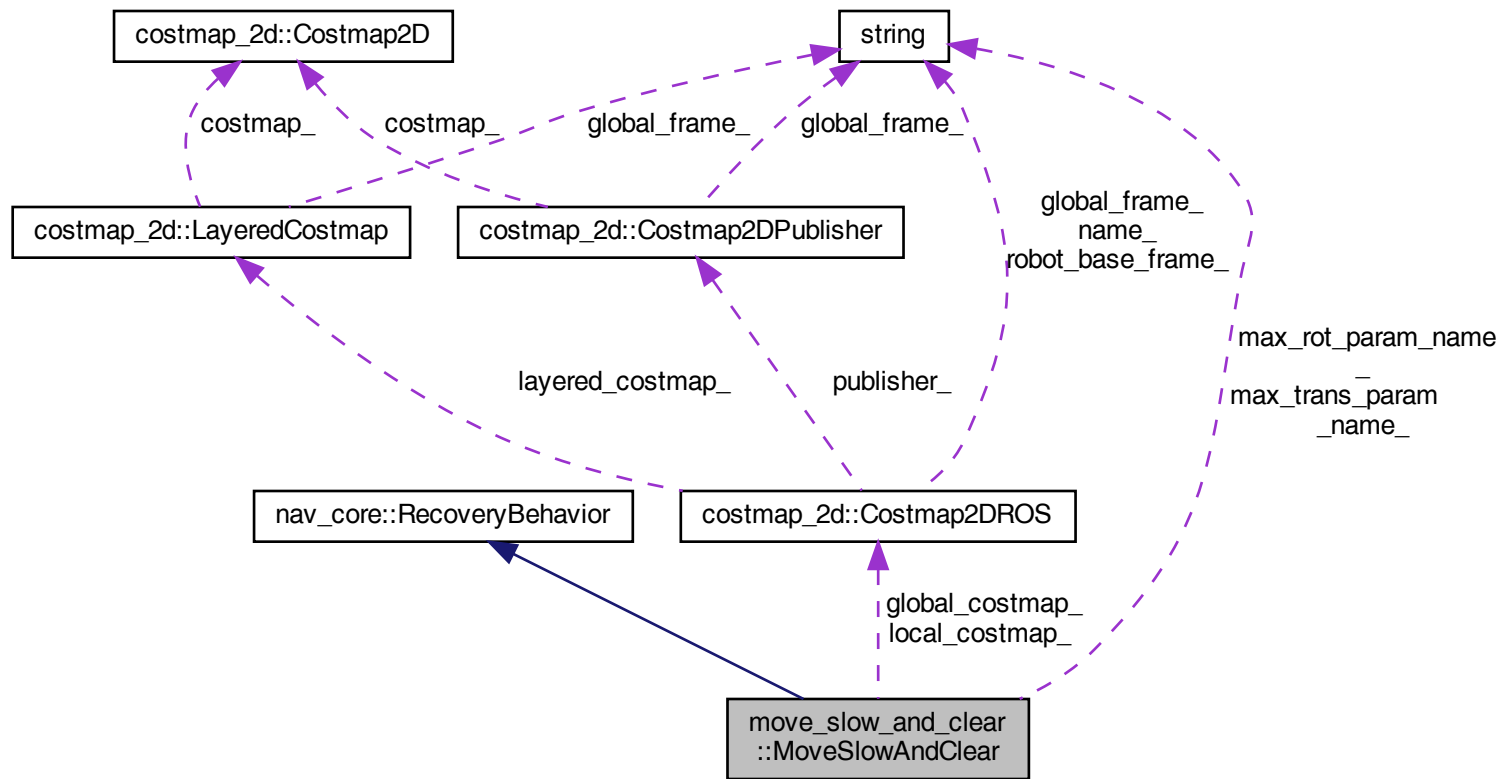 costmap_2d::Costmap2D
string
costmap_
costmap_
global_frame_
global_frame_
costmap_2d::LayeredCostmap
costmap_2d::Costmap2DPublisher
global_frame_
name_
robot_base_frame_
max_rot_param_name
_
max_trans_param
_name_
layered_costmap_
publisher_
nav_core::RecoveryBehavior
costmap_2d::Costmap2DROS
global_costmap_
local_costmap_
move_slow_and_clear
::MoveSlowAndClear